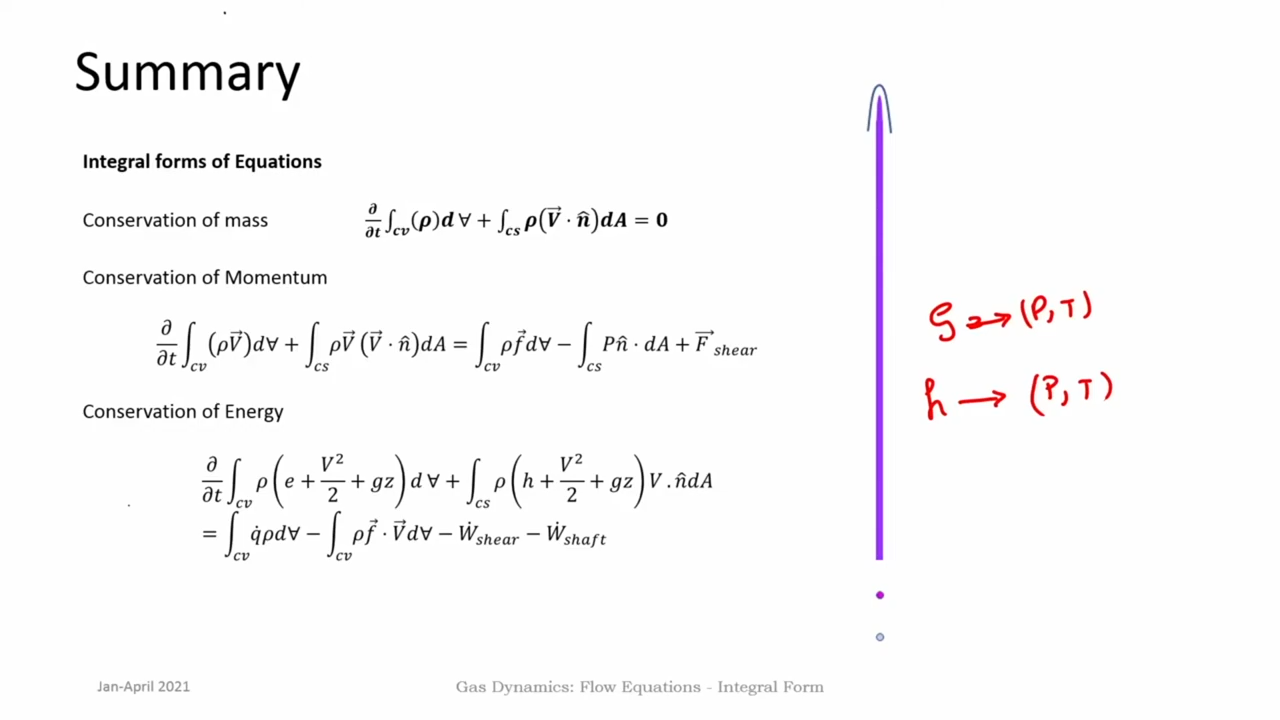 Summary
Integral forms of Equations
Conservation of mass ∂/∂t ∫cv (ρ)d∀ + ∫cs ρ(V⃗ · n̂)dA = 0
Conservation of Momentum
∂/∂t ∫cv (ρV⃗)d∀ + ∫cs ρV⃗ (V⃗ · n̂)dA = ∫cv ρf⃗d∀ − ∫cs Pn̂ · dA + F⃗ shear
ρ → (P, T)
h → (P, T)
Conservation of Energy
∂/∂t ∫cv ρ(e + V²/2 + gz) d∀ + ∫cs ρ(h + V²/2 + gz) V . n̂dA
= ∫cv q̇ρd∀ − ∫cv ρf⃗ · V⃗d∀ − Ẇshear − Ẇshaft
Jan-April 2021
Gas Dynamics: Flow Equations - Integral Form